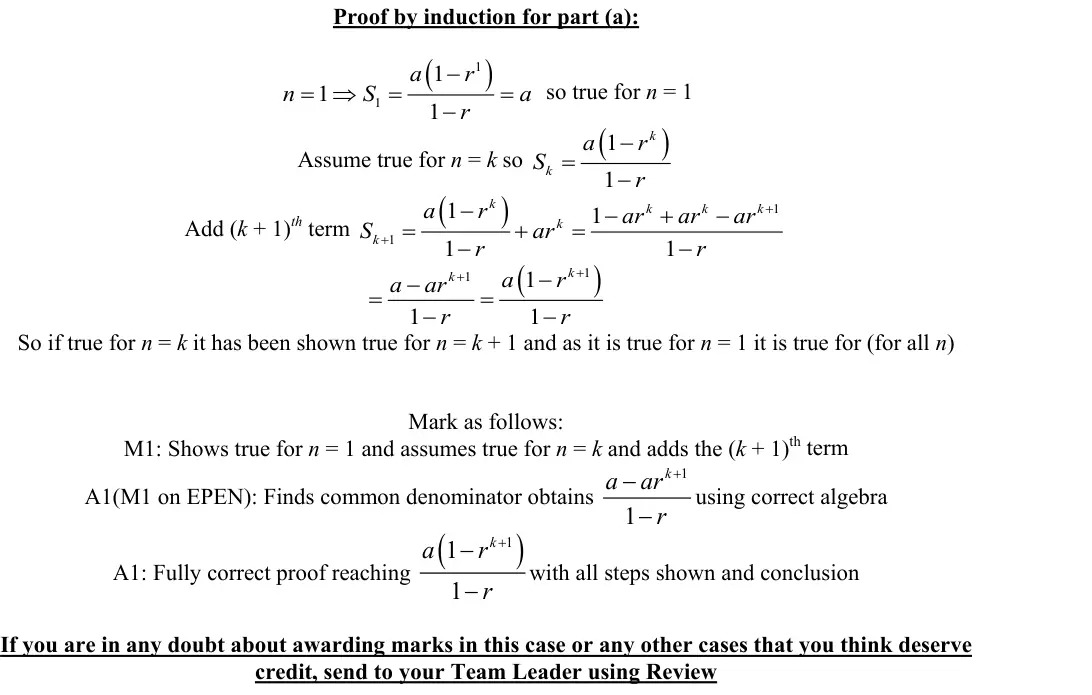 Proof by induction for part (a):
n = 1 ⇒ S₁ = a(1 − r¹)/(1 − r) = a so true for n = 1
Assume true for n = k so Sₖ = a(1 − rᵏ)/(1 − r)
Add (k + 1)ᵗʰ term Sₖ₊₁ = a(1 − rᵏ)/(1 − r) + arᵏ = (1 − arᵏ + arᵏ − arᵏ⁺¹)/(1 − r)
= (a − arᵏ⁺¹)/(1 − r) = a(1 − rᵏ⁺¹)/(1 − r)
So if true for n = k it has been shown true for n = k + 1 and as it is true for n = 1 it is true for (for all n)
Mark as follows:
M1: Shows true for n = 1 and assumes true for n = k and adds the (k + 1)ᵗʰ term
A1(M1 on EPEN): Finds common denominator obtains (a − arᵏ⁺¹)/(1 − r) using correct algebra
A1: Fully correct proof reaching a(1 − rᵏ⁺¹)/(1 − r) with all steps shown and conclusion
If you are in any doubt about awarding marks in this case or any other cases that you think deserve
credit, send to your Team Leader using Review